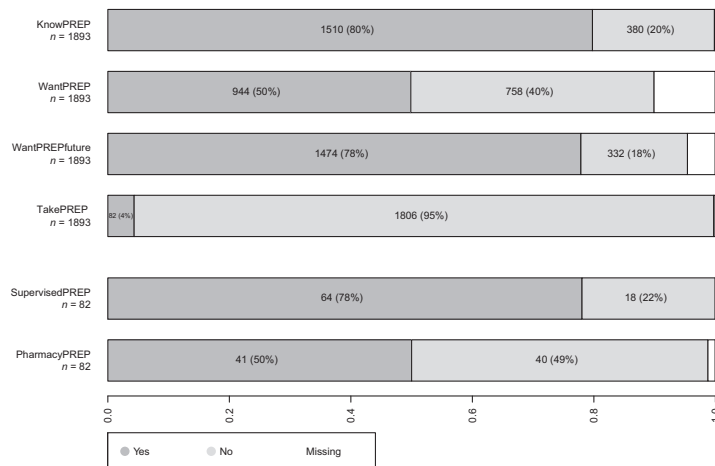 KnowPREP
n = 1893
1510 (80%)
380 (20%)
WantPREP
n = 1893
944 (50%)
758 (40%)
WantPREPfuture
n = 1893
1474 (78%)
332 (18%)
TakePREP
n = 1893
82 (4%)
1806 (95%)
SupervisedPREP
n = 82
64 (78%)
18 (22%)
PharmacyPREP
n = 82
41 (50%)
40 (49%)
0.0
0.2
0.4
0.6
0.8
1.0
Yes
No
Missing